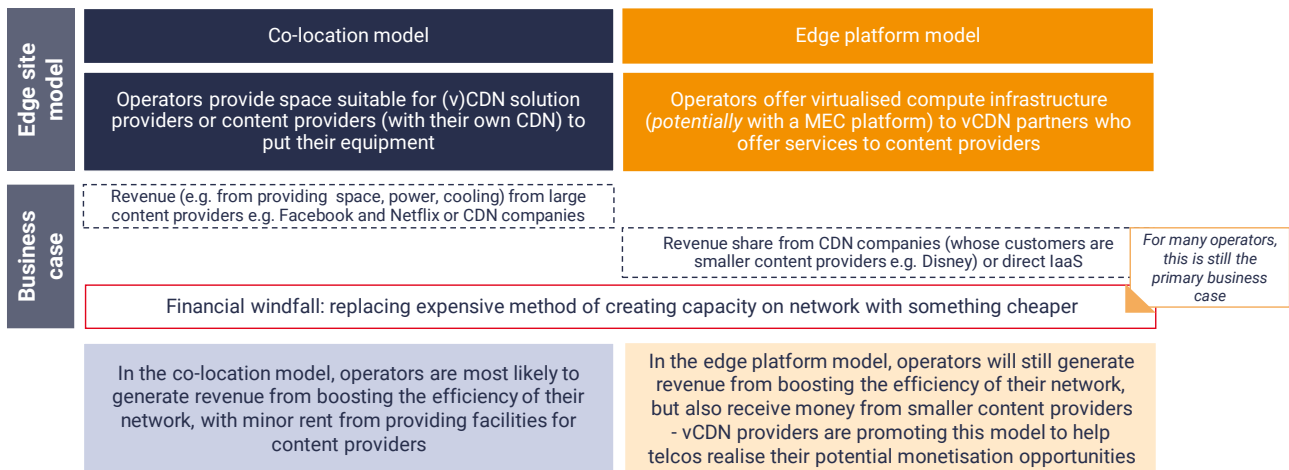 Edge site
model
Co-location model
Edge platform model
Operators provide space suitable for (v)CDN solution
providers or content providers (with their own CDN) to
put their equipment
Operators offer virtualised compute infrastructure
(potentially with a MEC platform) to vCDN partners who
offer services to content providers
Business
case
Revenue (e.g. from providing space, power, cooling) from large
content providers e.g. Facebook and Netflix or CDN companies
Revenue share from CDN companies (whose customers are
smaller content providers e.g. Disney) or direct IaaS
For many operators,
this is still the
primary business
case
Financial windfall: replacing expensive method of creating capacity on network with something cheaper
In the co-location model, operators are most likely to
generate revenue from boosting the efficiency of their
network, with minor rent from providing facilities for
content providers
In the edge platform model, operators will still generate
revenue from boosting the efficiency of their network,
but also receive money from smaller content providers
- vCDN providers are promoting this model to help
telcos realise their potential monetisation opportunities